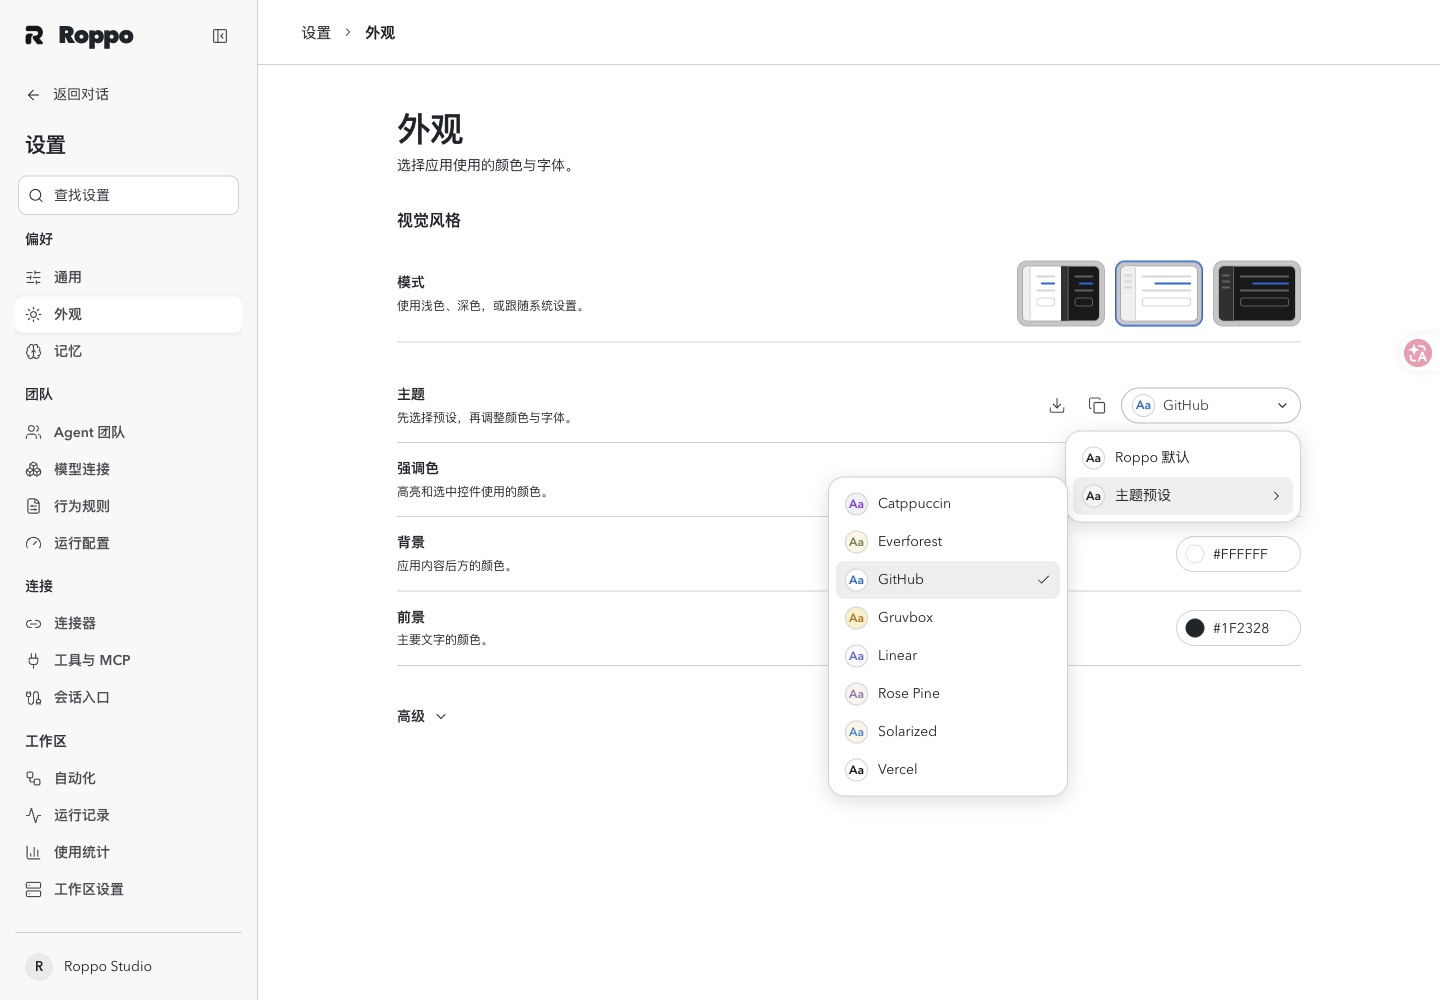 Roppo
返回对话
设置
查找设置
偏好
通用
外观
记忆
团队
Agent 团队
模型连接
行为规则
运行配置
连接
连接器
工具与 MCP
会话入口
工作区
自动化
运行记录
使用统计
工作区设置
R Roppo Studio
设置 外观
外观
选择应用使用的颜色与字体。
视觉风格
模式
使用浅色、深色，或跟随系统设置。
主题
先选择预设，再调整颜色与字体。
Aa GitHub
Aa Roppo 默认
Aa 主题预设
强调色
高亮和选中控件使用的颜色。
背景
应用内容后方的颜色。
#FFFFFF
前景
主要文字的颜色。
#1F2328
高级
Aa Catppuccin
Aa Everforest
Aa GitHub
Aa Gruvbox
Aa Linear
Aa Rose Pine
Aa Solarized
Aa Vercel
A